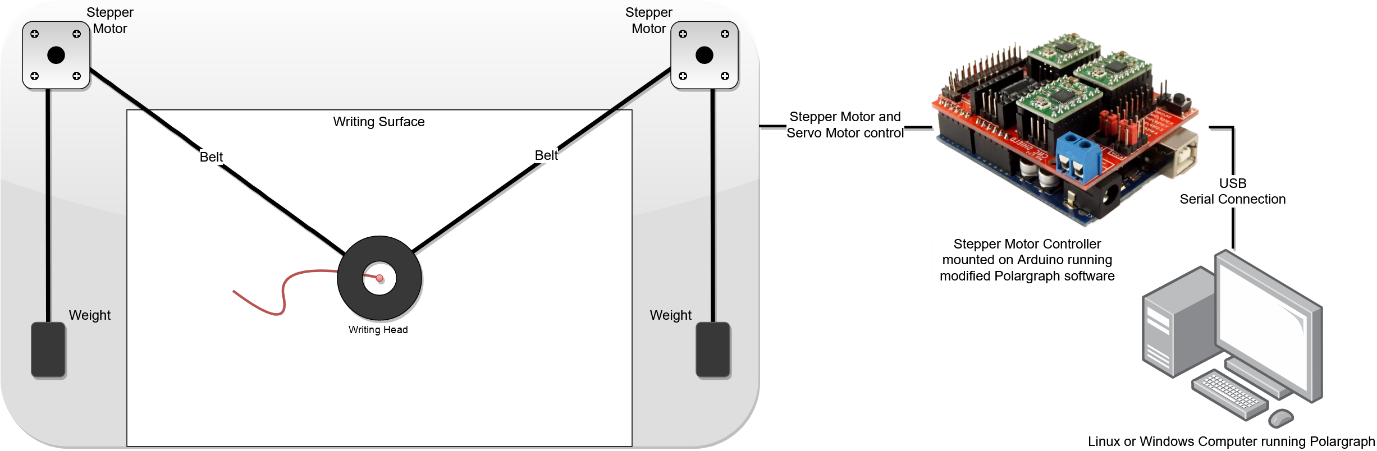 Stepper
Motor
Stepper
Motor
Writing Surface
Belt
Belt
Weight
Weight
Writing Head
Stepper Motor and
Servo Motor control
USB
Serial Connection
Stepper Motor Controller
mounted on Arduino running
modified Polargraph software
Linux or Windows Computer running Polargraph